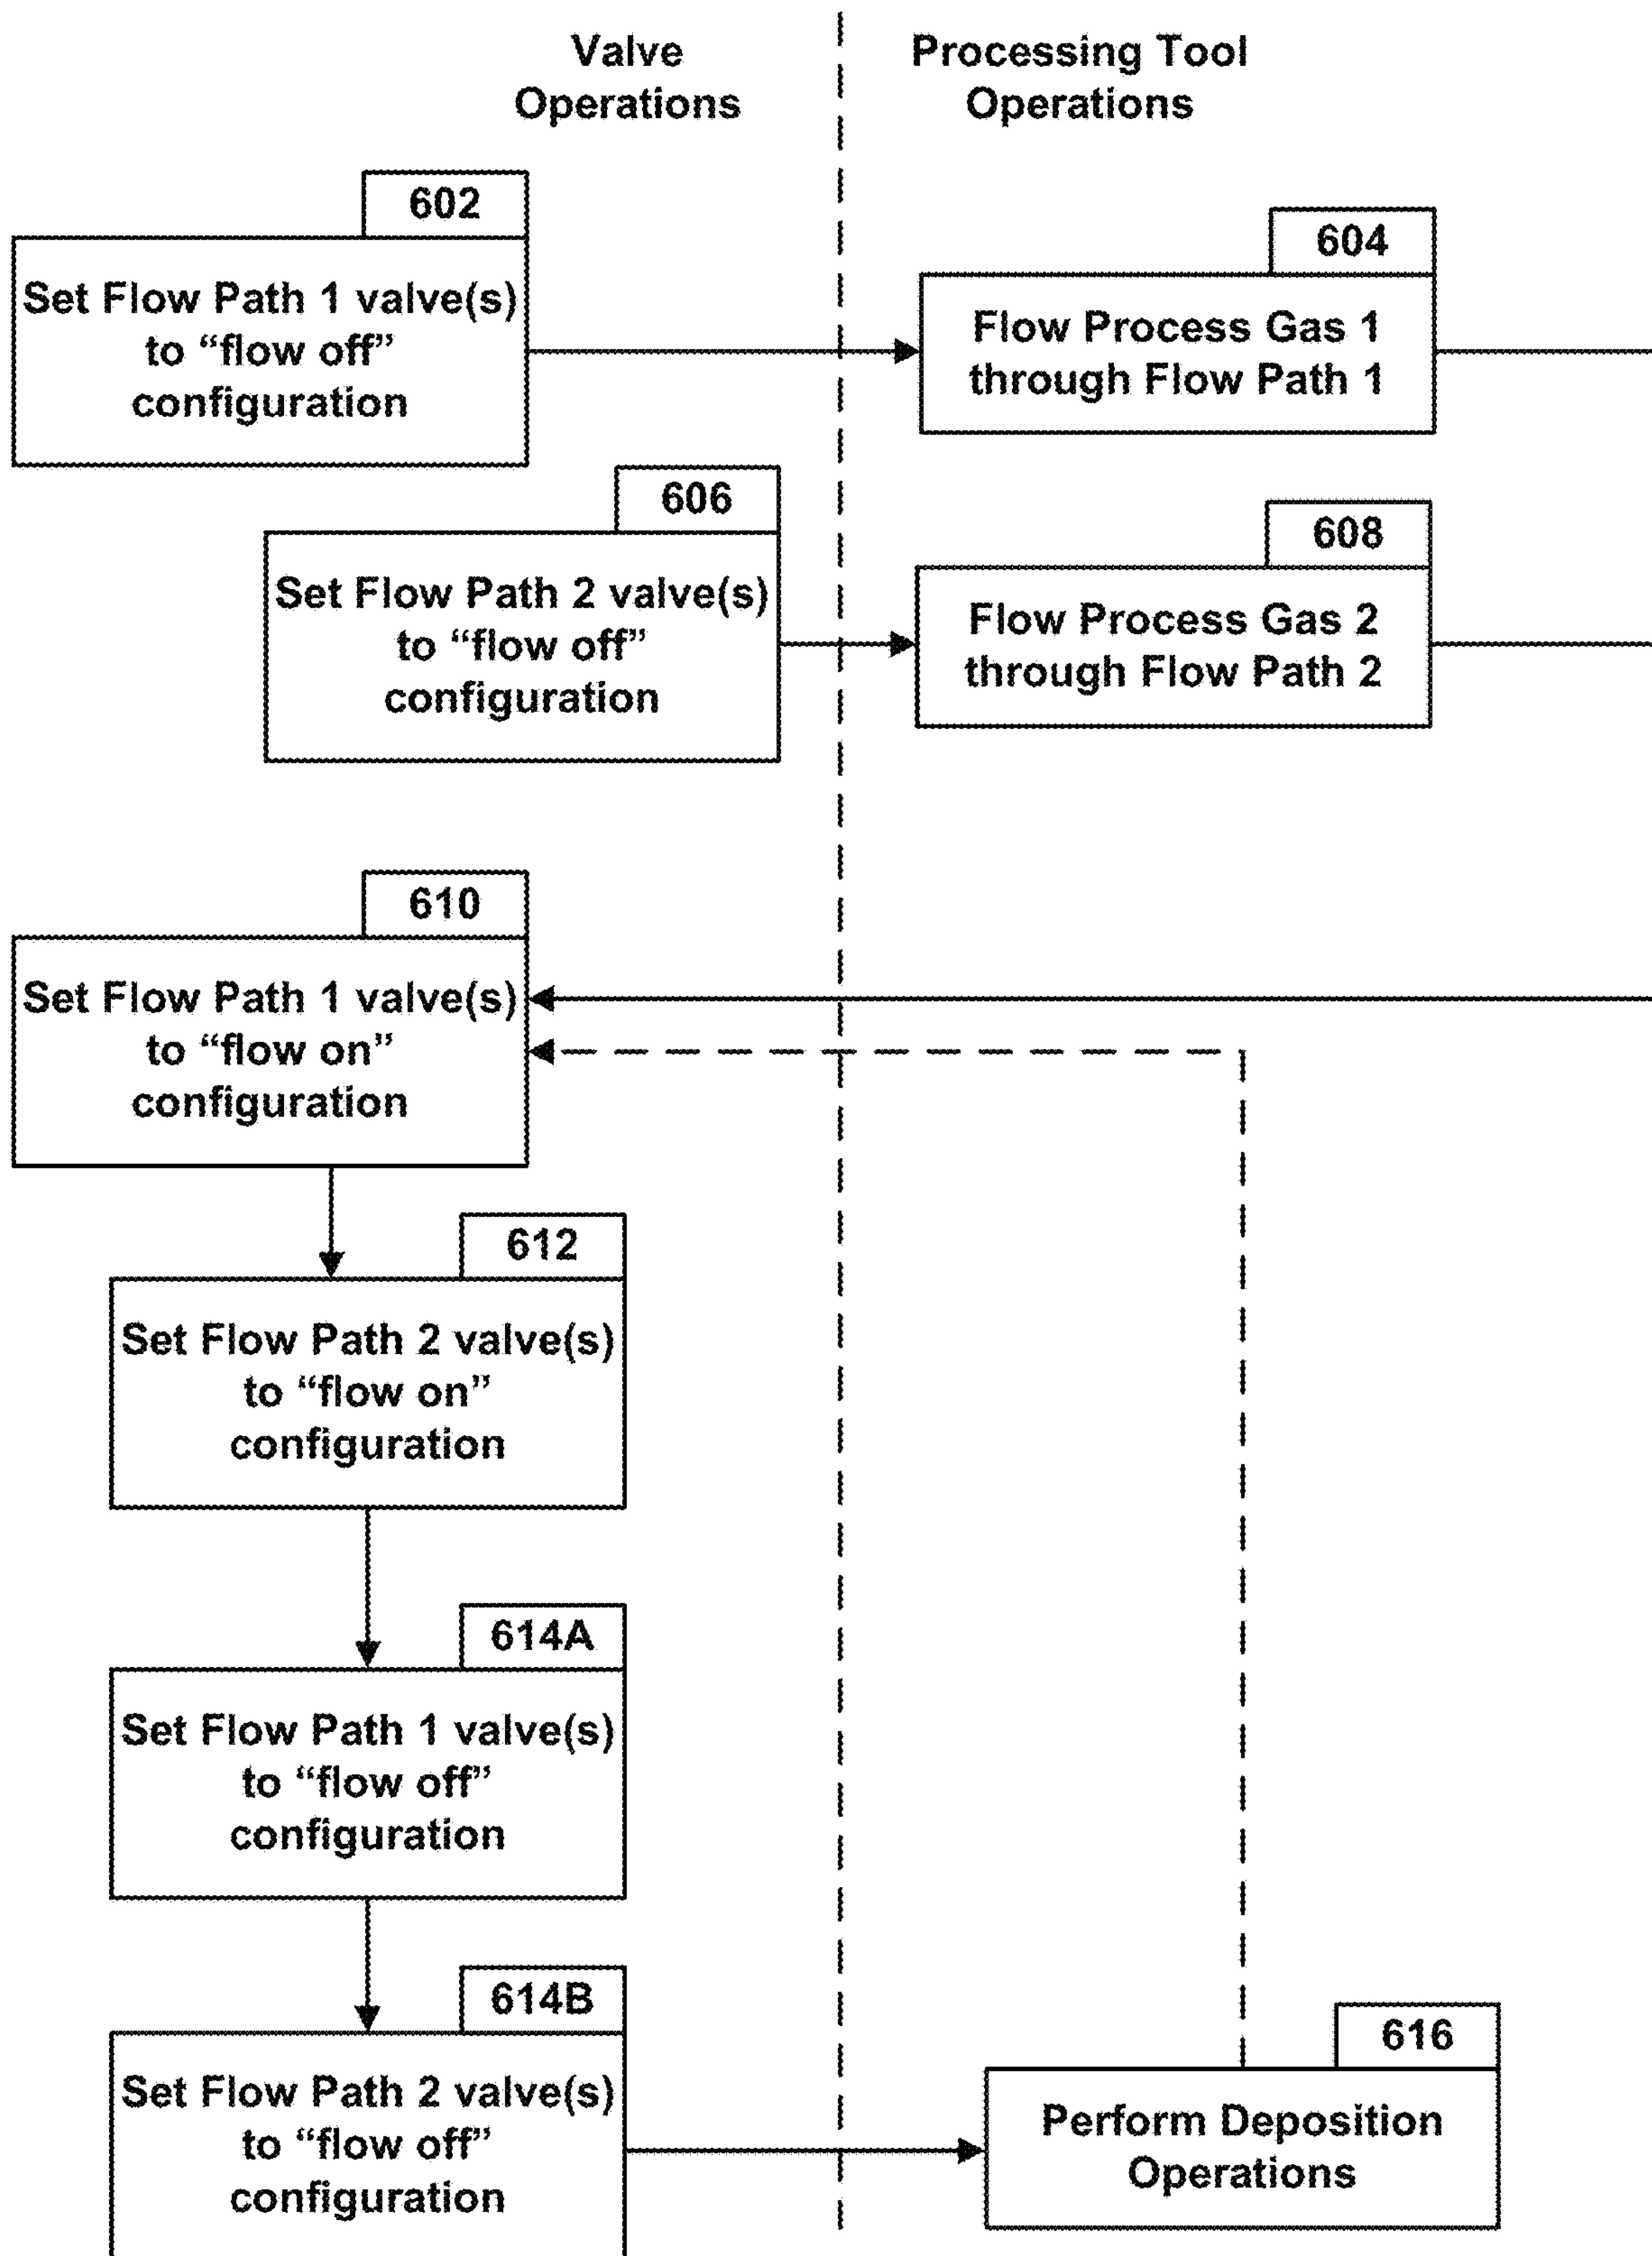 Valve
Operations
Processing Tool
Operations
602
Set Flow Path 1 valve(s)
to “flow off”
configuration
604
Flow Process Gas 1
through Flow Path 1
606
Set Flow Path 2 valve(s)
to “flow off”
configuration
608
Flow Process Gas 2
through Flow Path 2
610
Set Flow Path 1 valve(s)
to “flow on”
configuration
612
Set Flow Path 2 valve(s)
to “flow on”
configuration
614A
Set Flow Path 1 valve(s)
to “flow off”
configuration
614B
Set Flow Path 2 valve(s)
to “flow off”
configuration
616
Perform Deposition
Operations